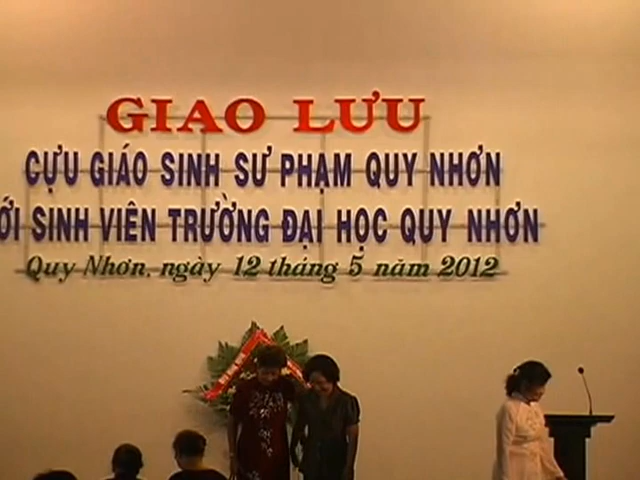 GIAO LƯU
CỰU GIÁO SINH SƯ PHẠM QUY NHƠN
ỚI SINH VIÊN TRƯỜNG ĐẠI HỌC QUY NHƠN
Quy Nhơn, ngày 12 tháng 5 năm 2012